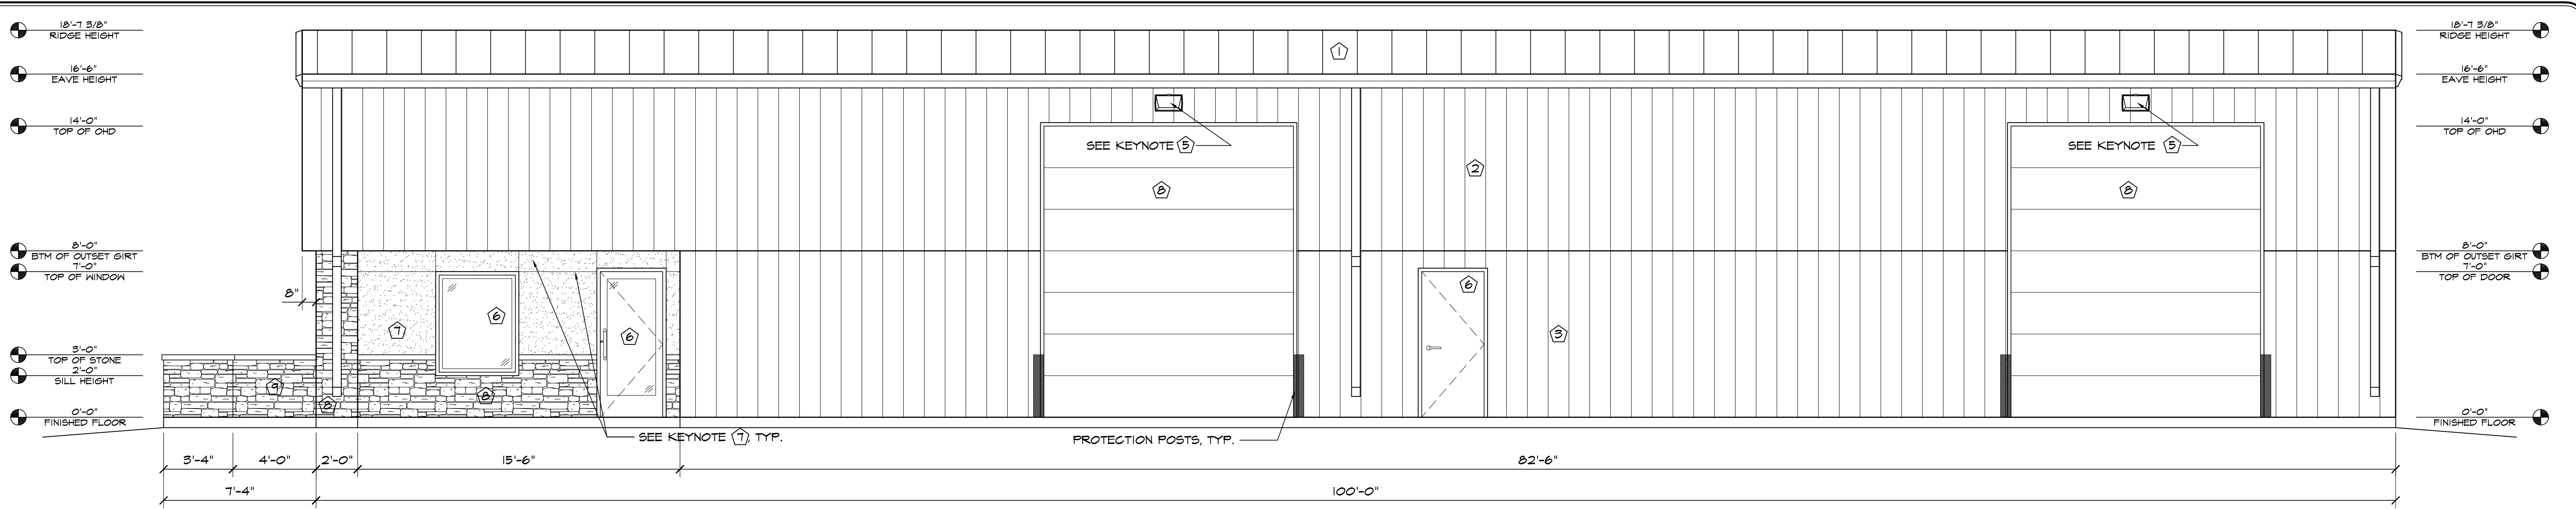 18'-7 3/8"
RIDGE HEIGHT
16'-6"
EAVE HEIGHT
14'-0"
TOP OF OHD
8'-0"
BTM OF OUTSET GIRT
7'-0"
TOP OF WINDOW
3'-0"
TOP OF STONE
2'-0"
SILL HEIGHT
0'-0"
FINISHED FLOOR
1
SEE KEYNOTE 5
8
2
SEE KEYNOTE 5
8
8"
7
6
6
6
3
9
8
8
SEE KEYNOTE 7, TYP.
PROTECTION POSTS, TYP.
3'-4"
4'-0"
2'-0"
15'-6"
82'-6"
7'-4"
100'-0"
18'-7 3/8"
RIDGE HEIGHT
16'-6"
EAVE HEIGHT
14'-0"
TOP OF OHD
8'-0"
BTM OF OUTSET GIRT
7'-0"
TOP OF DOOR
0'-0"
FINISHED FLOOR